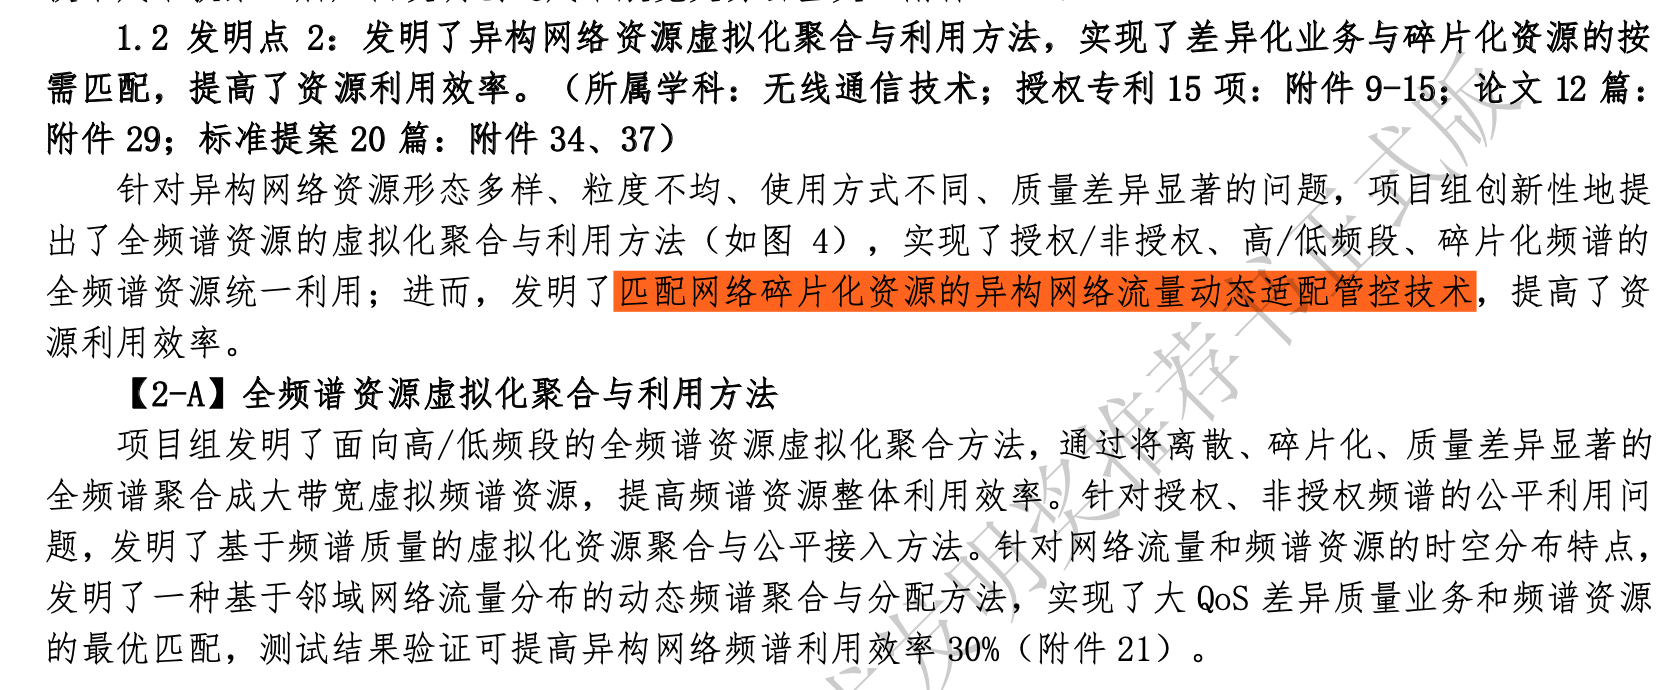 1.2 发明点 2：发明了异构网络资源虚拟化聚合与利用方法，实现了差异化业务与碎片化资源的按
需匹配，提高了资源利用效率。（所属学科：无线通信技术；授权专利 15 项：附件 9-15；论文 12 篇：
附件 29；标准提案 20 篇：附件 34、37）
针对异构网络资源形态多样、粒度不均、使用方式不同、质量差异显著的问题，项目组创新性地提
出了全频谱资源的虚拟化聚合与利用方法（如图 4），实现了授权/非授权、高/低频段、碎片化频谱的
全频谱资源统一利用；进而，发明了匹配网络碎片化资源的异构网络流量动态适配管控技术，提高了资
源利用效率。
【2-A】全频谱资源虚拟化聚合与利用方法
项目组发明了面向高/低频段的全频谱资源虚拟化聚合方法，通过将离散、碎片化、质量差异显著的
全频谱聚合成大带宽虚拟频谱资源，提高频谱资源整体利用效率。针对授权、非授权频谱的公平利用问
题，发明了基于频谱质量的虚拟化资源聚合与公平接入方法。针对网络流量和频谱资源的时空分布特点，
发明了一种基于邻域网络流量分布的动态频谱聚合与分配方法，实现了大 QoS 差异质量业务和频谱资源
的最优匹配，测试结果验证可提高异构网络频谱利用效率 30%（附件 21）。
发明奖推荐书正式版